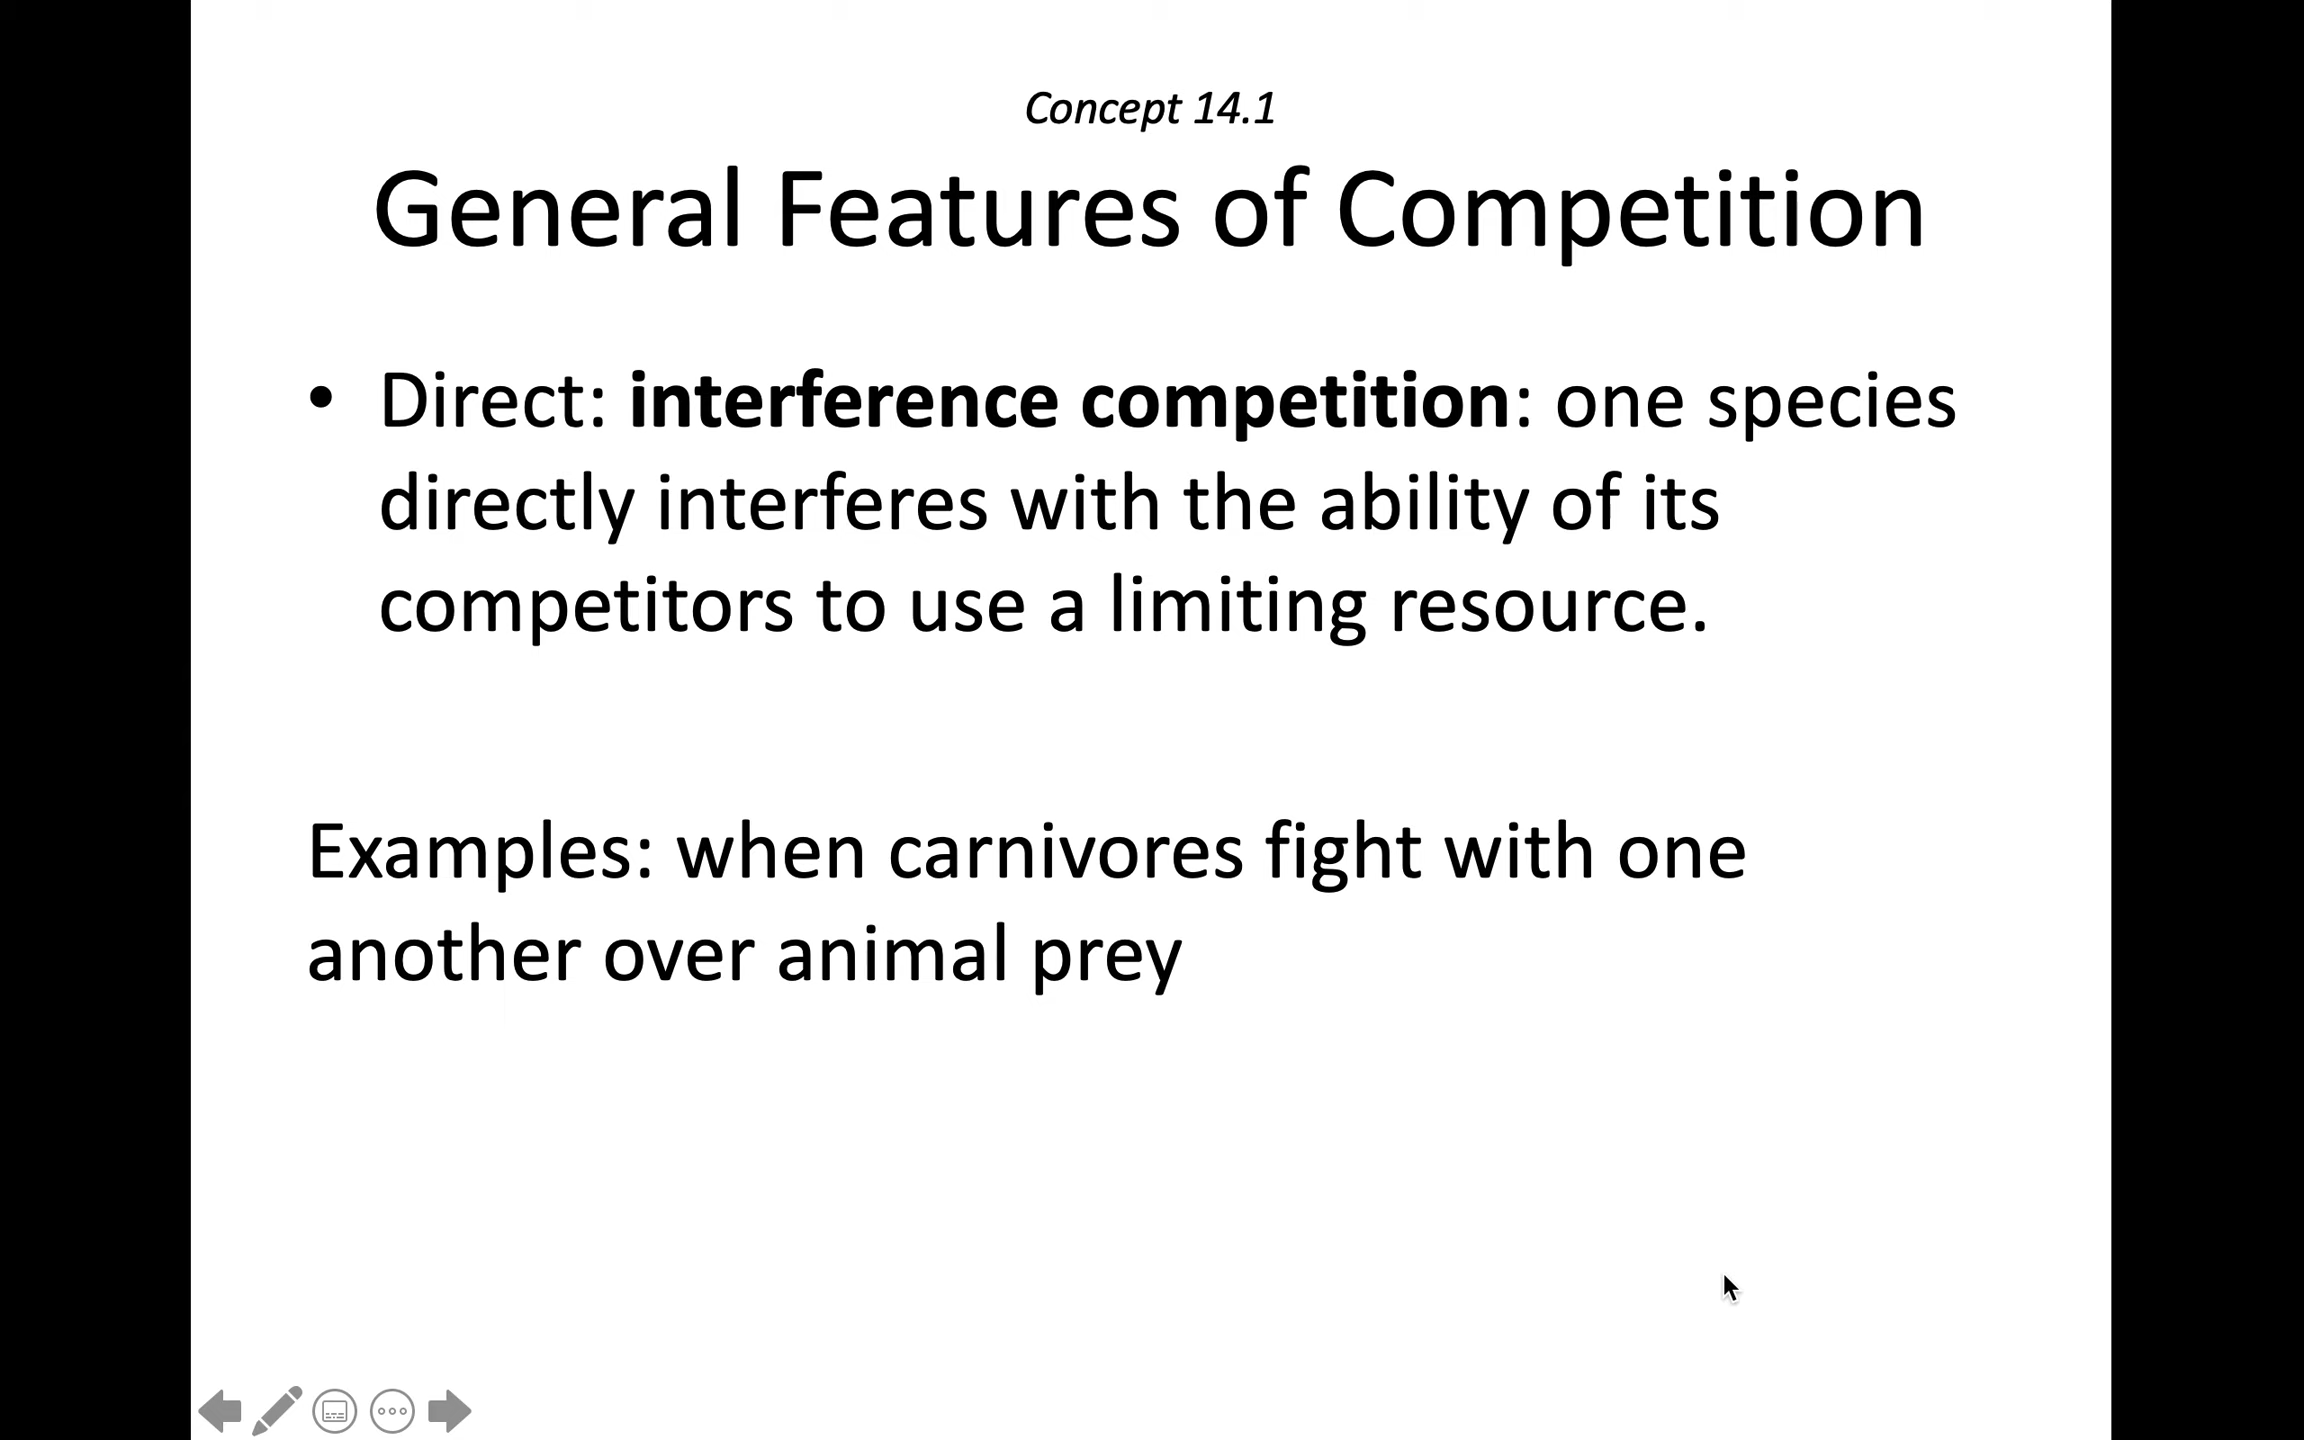 Concept 14.1
General Features of Competition
• Direct: interference competition: one species
directly interferes with the ability of its
competitors to use a limiting resource.
Examples: when carnivores fight with one
another over animal prey